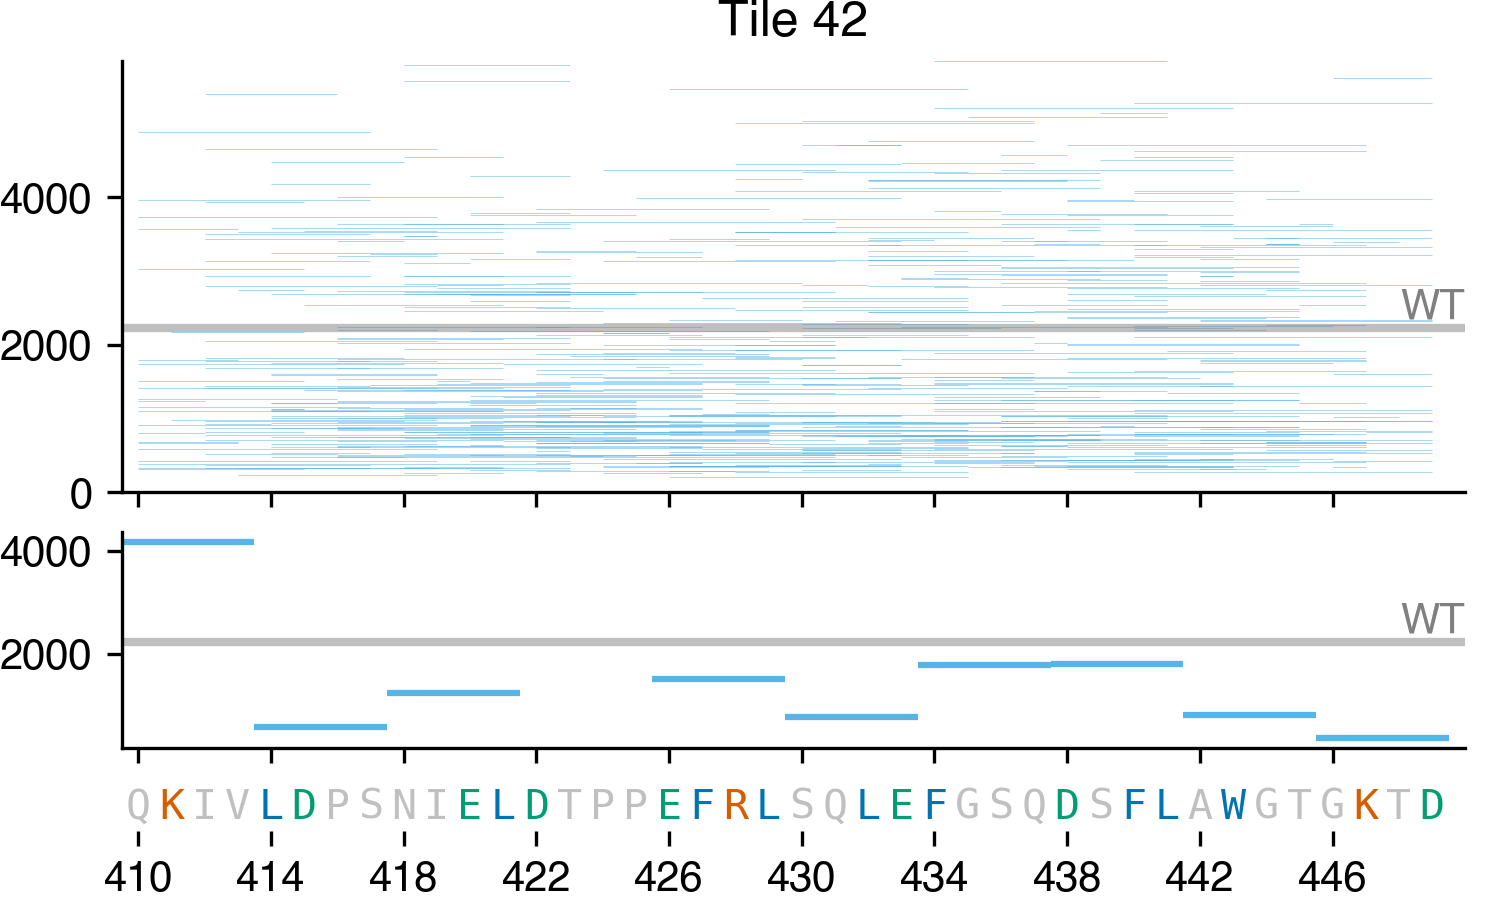 Tile 42
4000
2000
0
WT
4000
2000
WT
QKIVLDPSNIELDTPPEFRLSQLEFGSQDSFLAWGTGKTD
410 414 418 422 426 430 434 438 442 446